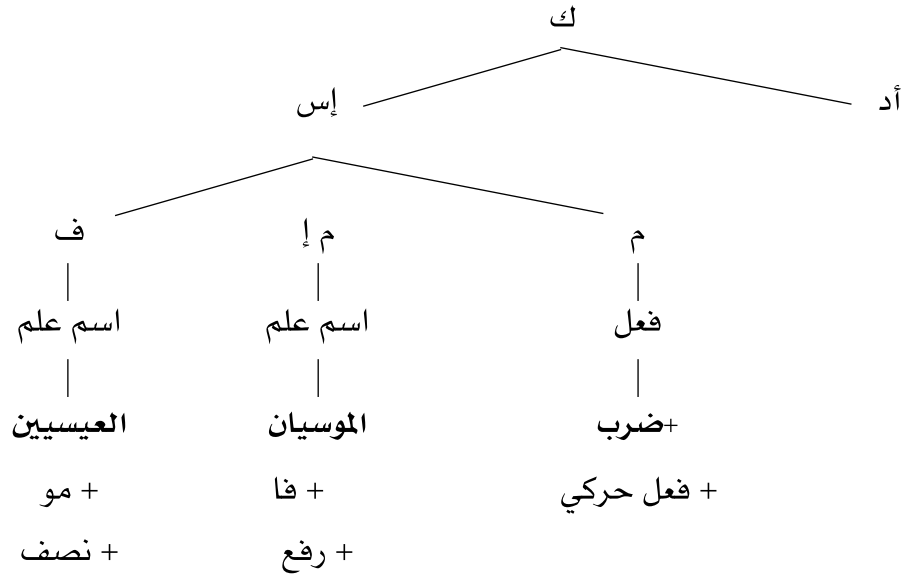 ك
أد
إس
م
م إ
ف
فعل
اسم علم
اسم علم
+ضرب
الموسيان
العيسيين
+ فعل حركي
+ فا
+ مو
+ رفع
+ نصف